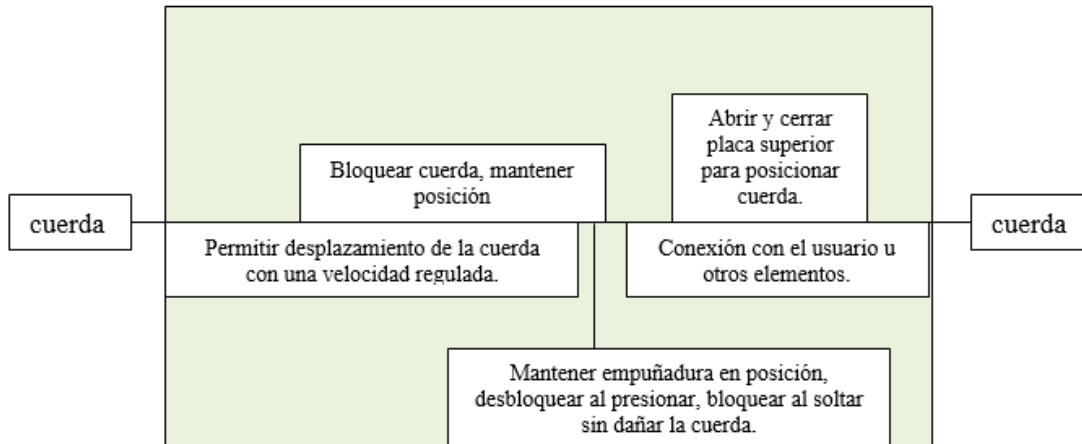 Abrir y cerrar
placa superior
para posicionar
cuerda.
Bloquear cuerda, mantener
posición
cuerda
cuerda
Permitir desplazamiento de la cuerda
con una velocidad regulada.
Conexión con el usuario u
otros elementos.
Mantener empuñadura en posición,
desbloquear al presionar, bloquear al soltar
sin dañar la cuerda.